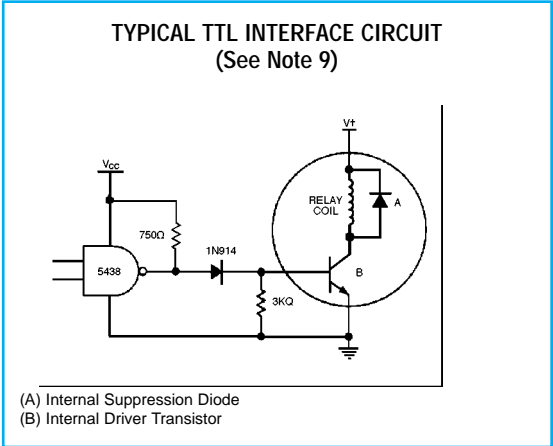 TYPICAL TTL INTERFACE CIRCUIT
(See Note 9)
V+
Vcc
RELAY
COIL
A
750Ω
1N914
5438
B
3KΩ
(A) Internal Suppression Diode
(B) Internal Driver Transistor